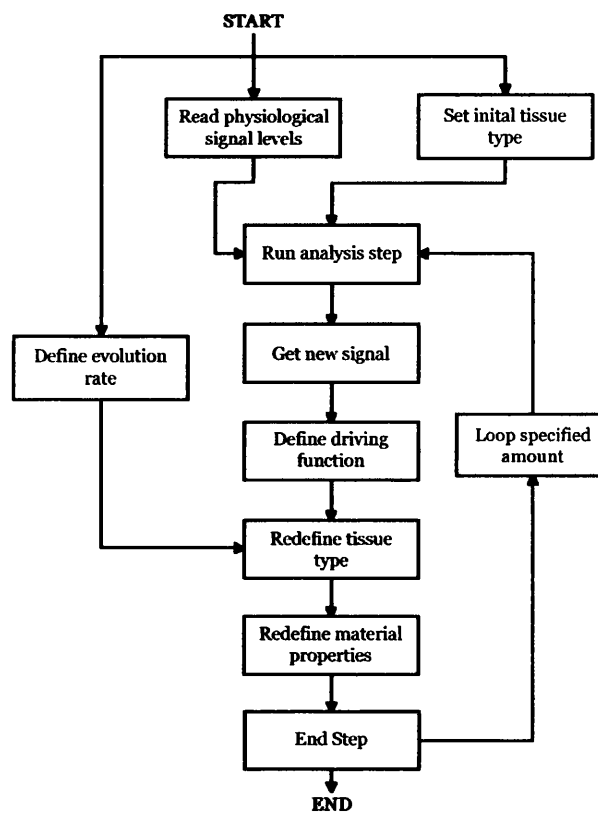 START
Read physiological
signal levels
Set inital tissue
type
Run analysis step
Define evolution
rate
Get new signal
Define driving
function
Loop specified
amount
Redefine tissue
type
Redefine material
properties
End Step
END